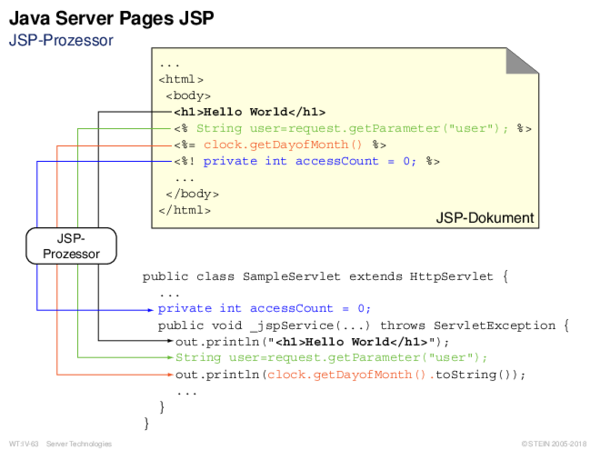 Java Server Pages JSP
JSP-Prozessor
...
<html>
<body>
<h1>Hello World</h1>
<% String user=request.getParameter("user"); %>
<%= clock.getDayofMonth() %>
<%! private int accessCount = 0; %>
...
</body>
</html>
JSP-Dokument
JSP-
Prozessor
public class SampleServlet extends HttpServlet {
...
private int accessCount = 0;
public void _jspService(...) throws ServletException {
out.println("<h1>Hello World</h1>");
String user=request.getParameter("user");
out.println(clock.getDayofMonth().toString());
...
}
}
WT:IV-63 Server Technologies © STEIN 2005-2018